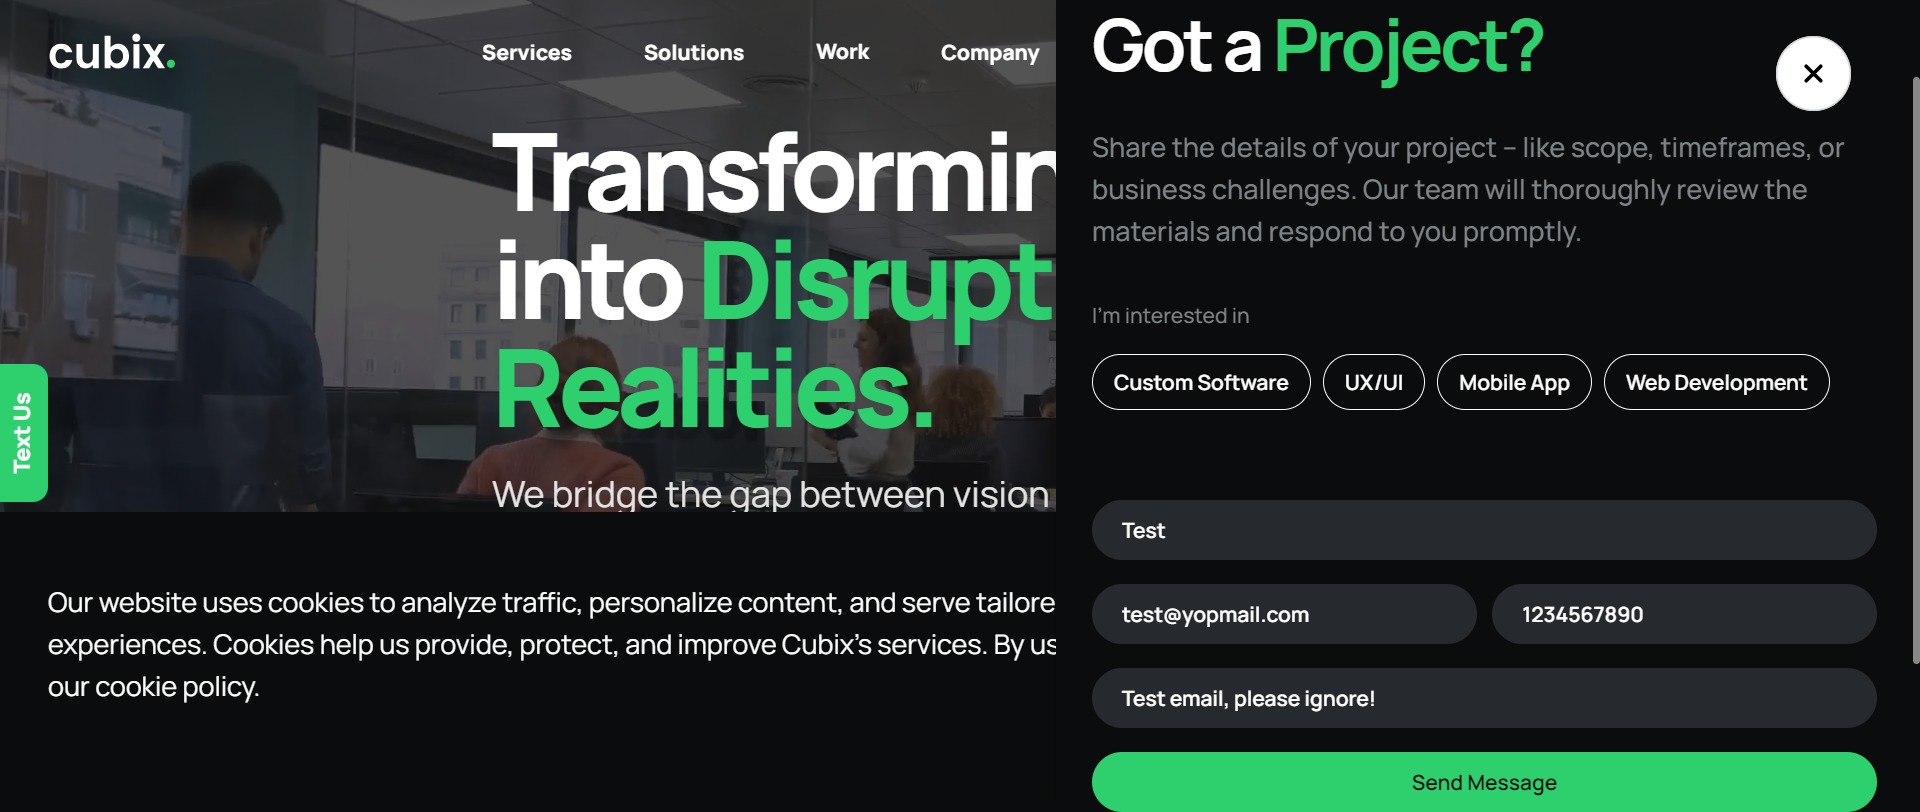 cubix.
Services
Solutions
Work
Company
Transformin
into Disrupt
Realities.
We bridge the gap between vision
Text Us
Our website uses cookies to analyze traffic, personalize content, and serve tailore
experiences. Cookies help us provide, protect, and improve Cubix's services. By us
our cookie policy.
Got a Project?
Share the details of your project – like scope, timeframes, or
business challenges. Our team will thoroughly review the
materials and respond to you promptly.
I'm interested in
Custom Software
UX/UI
Mobile App
Web Development
Test
test@yopmail.com
1234567890
Test email, please ignore!
Send Message